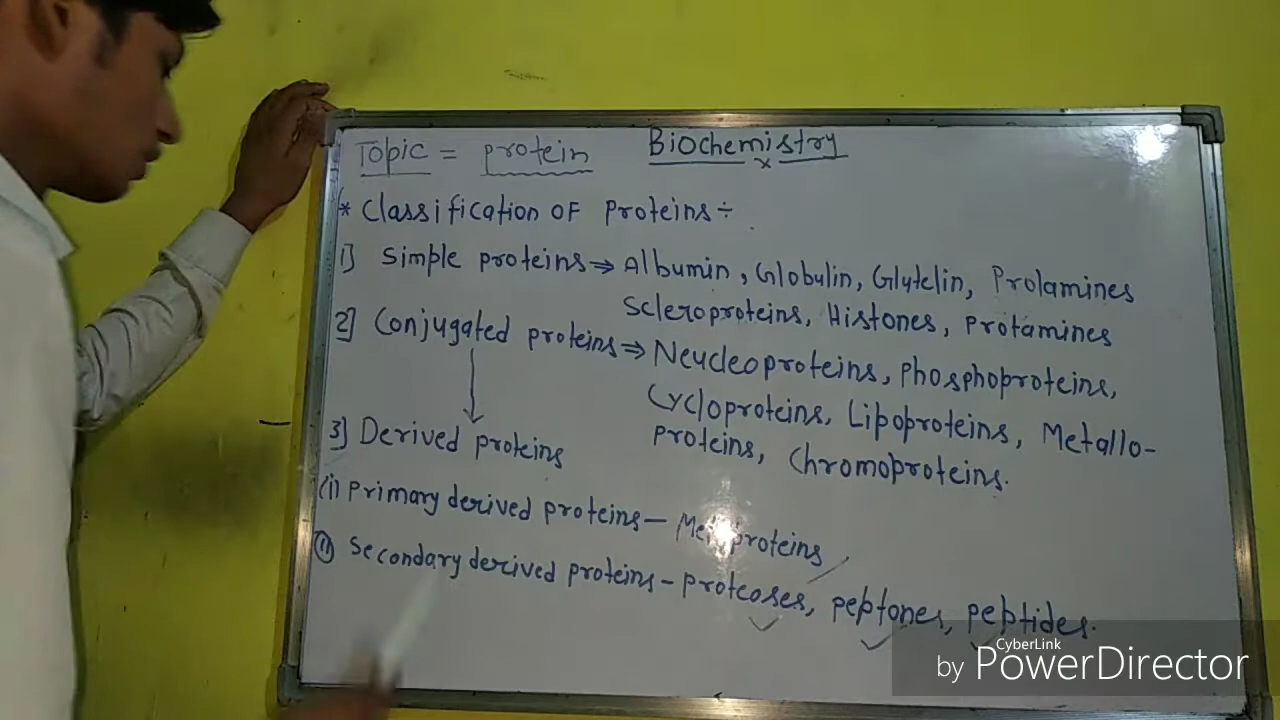 Topic = protein Biochemistry
* Classification OF Proteins ÷
1] Simple proteins ⇒ Albumin, Globulin, Glutelin, Prolamines
Scleroproteins, Histones, Protamines
2] Conjugated proteins ⇒ Neucleoproteins, Phosphoproteins,
Cycloproteins, Lipoproteins, Metallo-
proteins, Chromoproteins.
3] Derived proteins
(i) Primary derived proteins — proteins
(ii) Secondary derived proteins - proteoses, peptones, peptides.
CyberLink
by PowerDirector